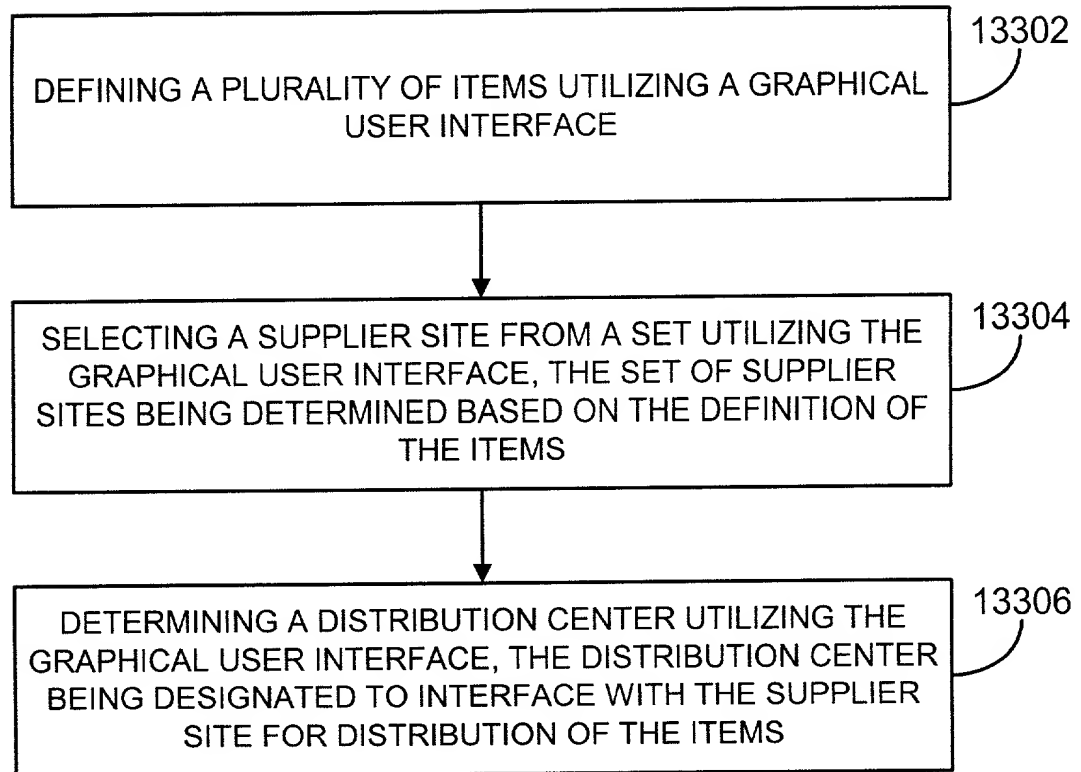 13302
DEFINING A PLURALITY OF ITEMS UTILIZING A GRAPHICAL
USER INTERFACE
13304
SELECTING A SUPPLIER SITE FROM A SET UTILIZING THE
GRAPHICAL USER INTERFACE, THE SET OF SUPPLIER
SITES BEING DETERMINED BASED ON THE DEFINITION OF
THE ITEMS
13306
DETERMINING A DISTRIBUTION CENTER UTILIZING THE
GRAPHICAL USER INTERFACE, THE DISTRIBUTION CENTER
BEING DESIGNATED TO INTERFACE WITH THE SUPPLIER
SITE FOR DISTRIBUTION OF THE ITEMS